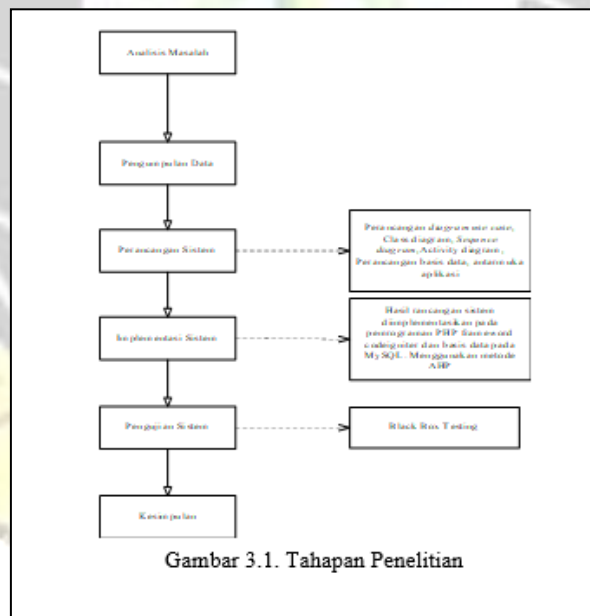 Analisis Masalah
Pengumpulan Data
Perancangan Sistem
Perancangan diagram use case,
Class diagram, Sequence
diagram, Activity diagram,
Perancangan basis data, antarmuka
aplikasi
Implementasi Sistem
Hasil rancangan sistem
diimplementasikan pada
pemrograman PHP framework
codeigniter dan basis data pada
MySQL. Menggunakan metode
AHP
Pengujian Sistem
Black Box Testing
Kesimpulan
Gambar 3.1. Tahapan Penelitian